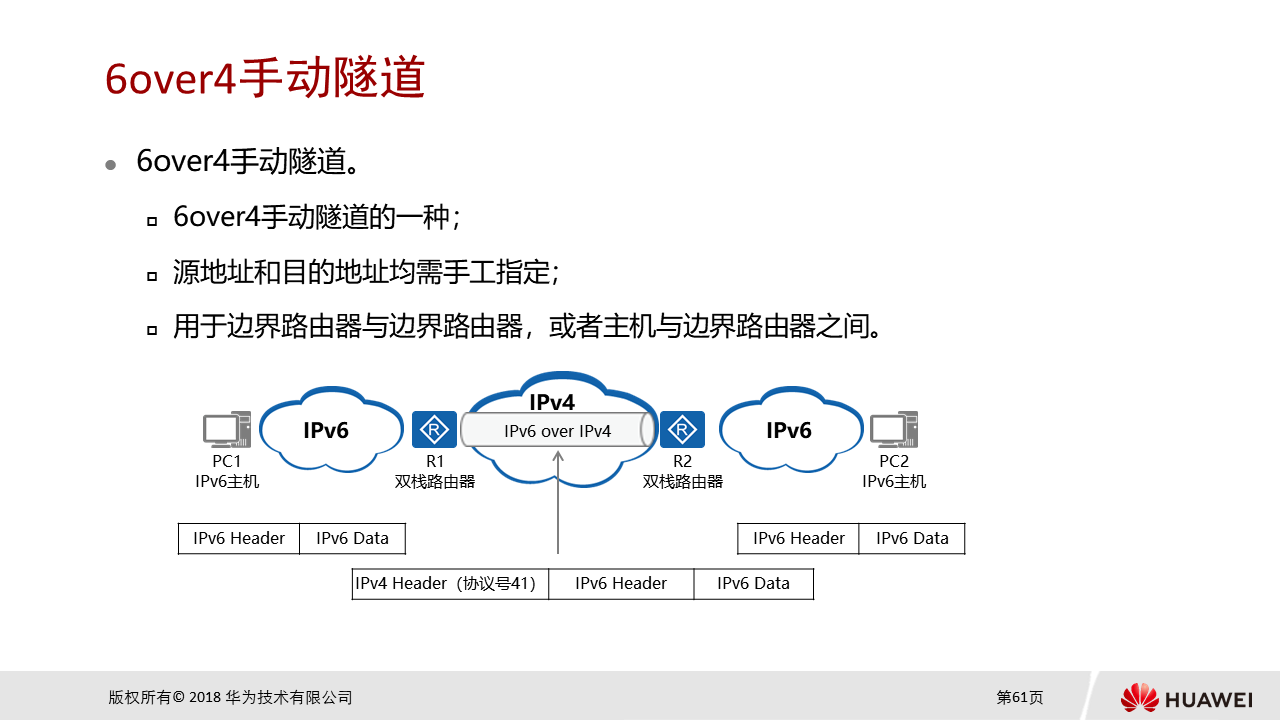 6over4手动隧道
6over4手动隧道。
6over4手动隧道的一种；
源地址和目的地址均需手工指定；
用于边界路由器与边界路由器，或者主机与边界路由器之间。
IPv4
IPv6
R
IPv6 over IPv4
R
IPv6
PC1
IPv6主机
R1
双栈路由器
R2
双栈路由器
PC2
IPv6主机
IPv6 Header IPv6 Data
IPv6 Header IPv6 Data
IPv4 Header（协议号41） IPv6 Header IPv6 Data
版权所有© 2018 华为技术有限公司
第61页
HUAWEI